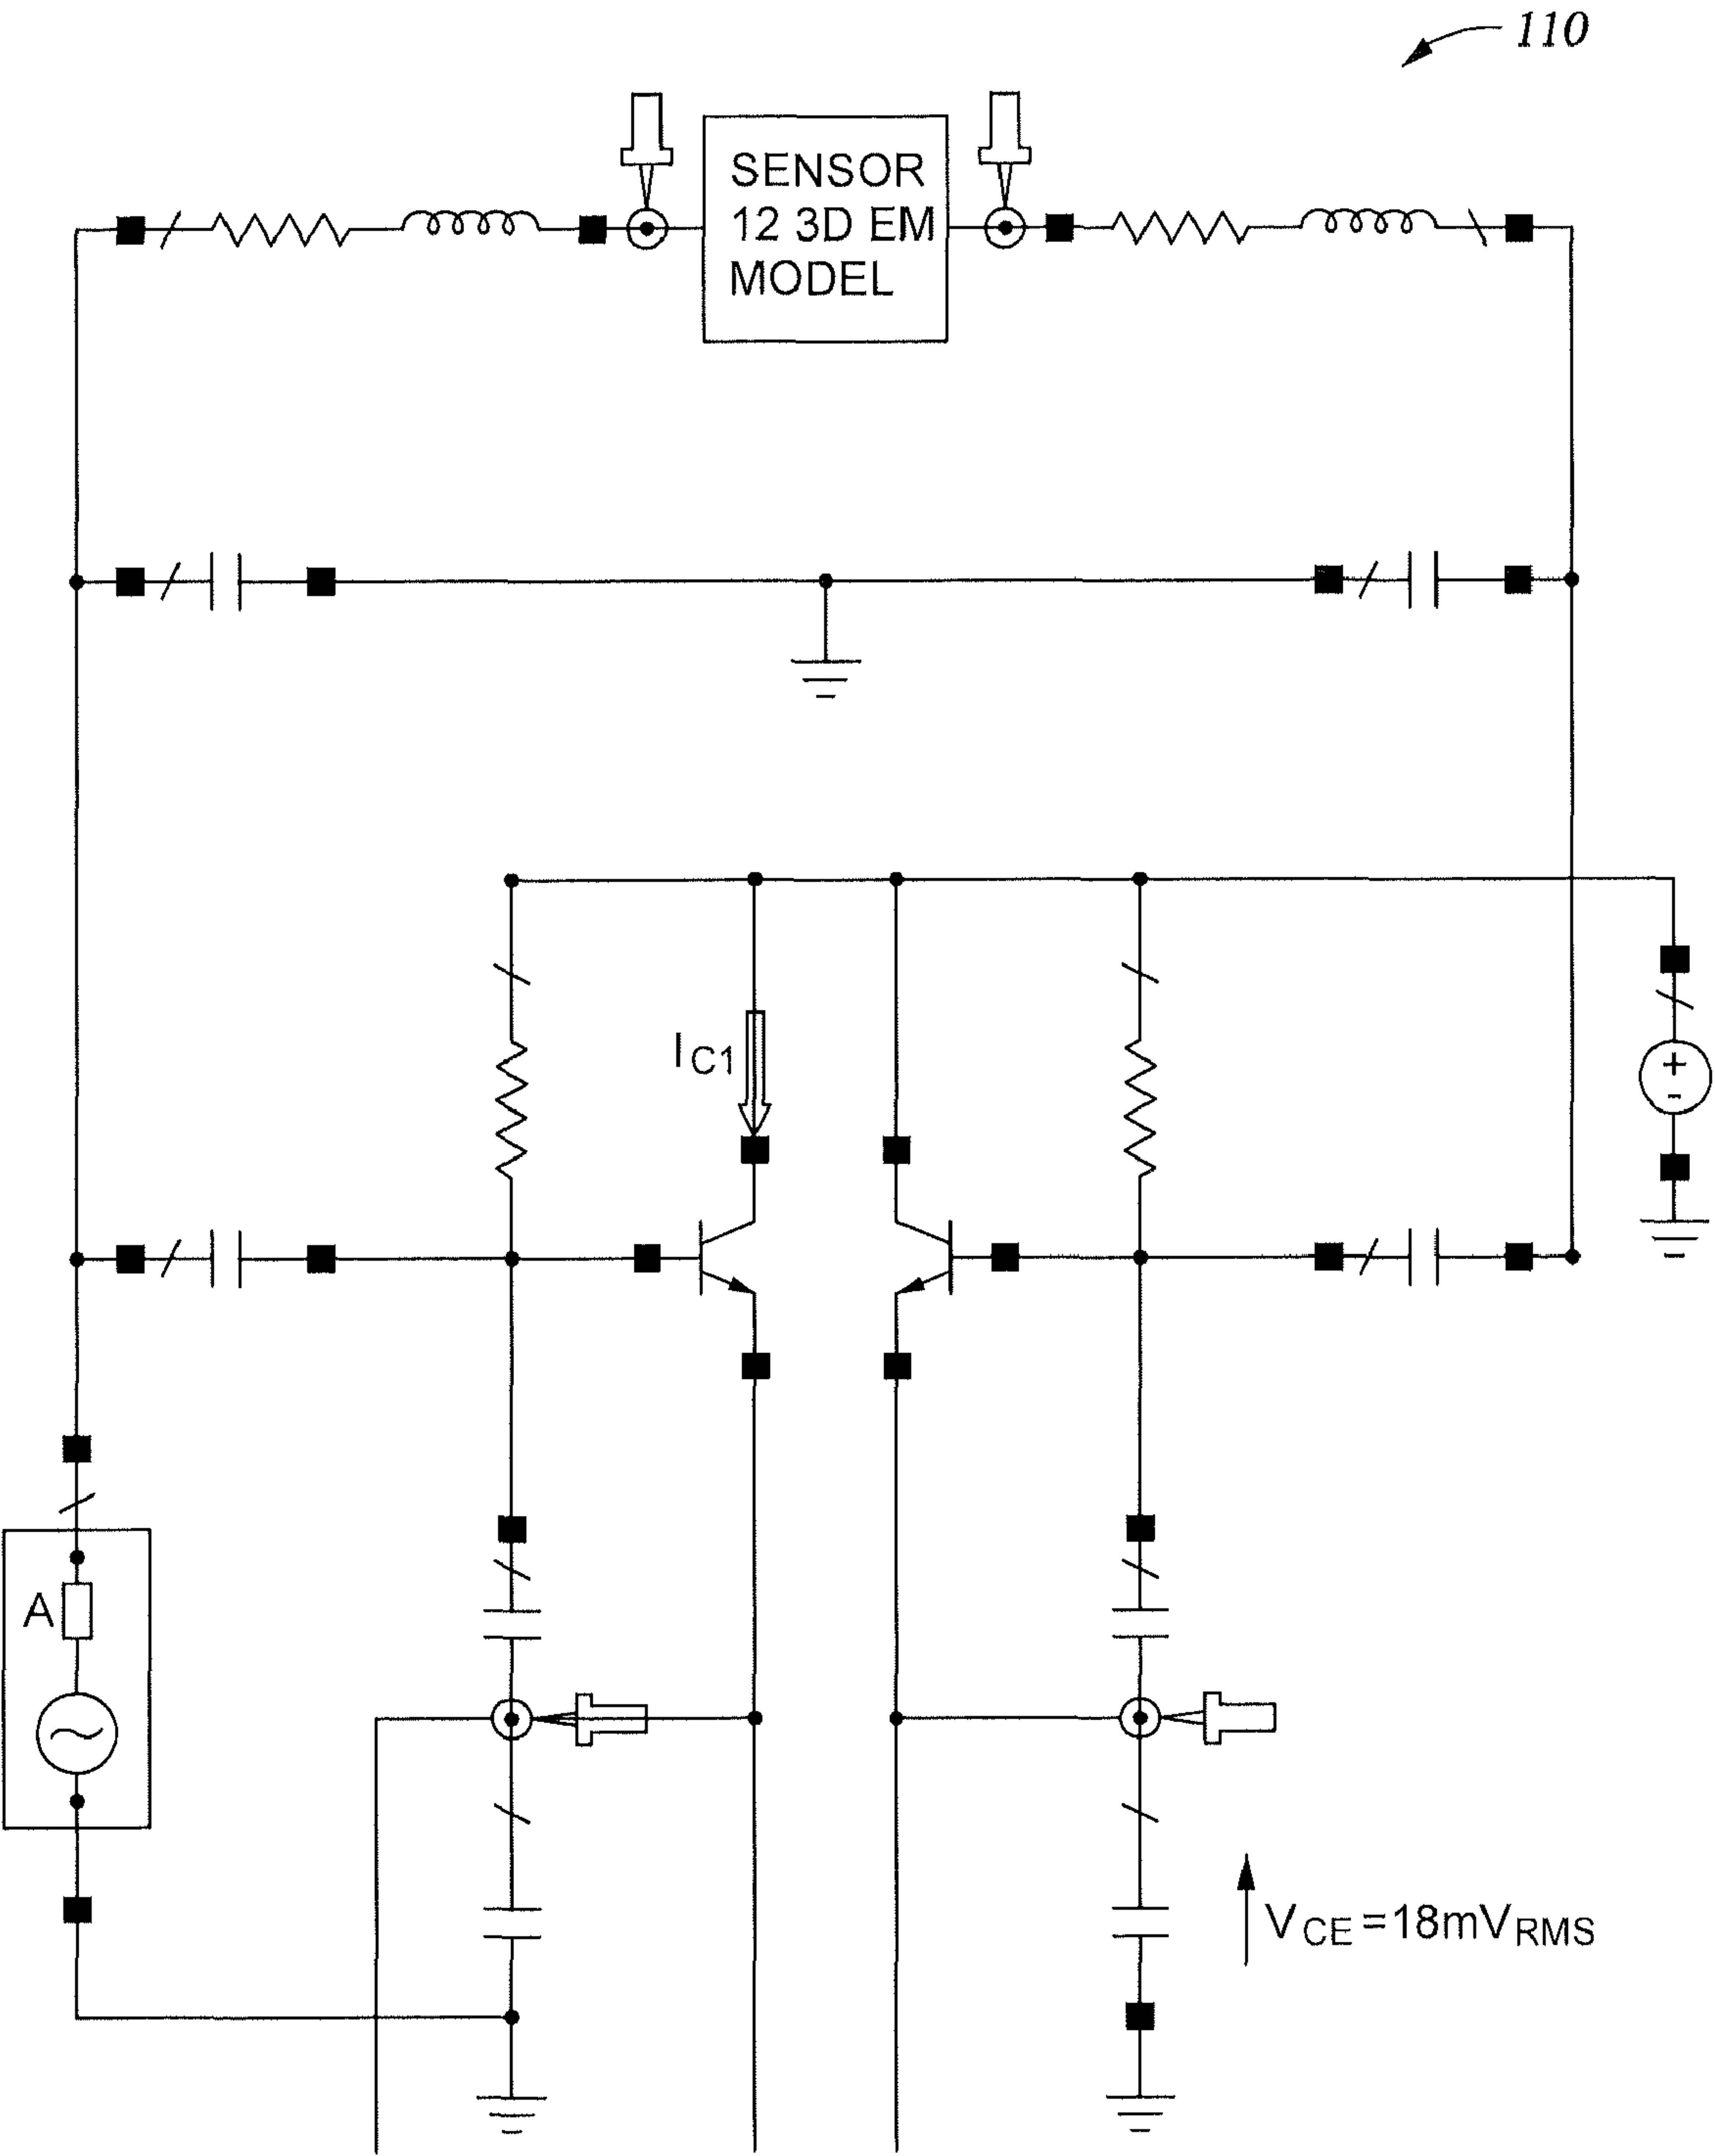 110
SENSOR
12 3D EM
MODEL
IC1
+
-
A
VCE=18mVRMS